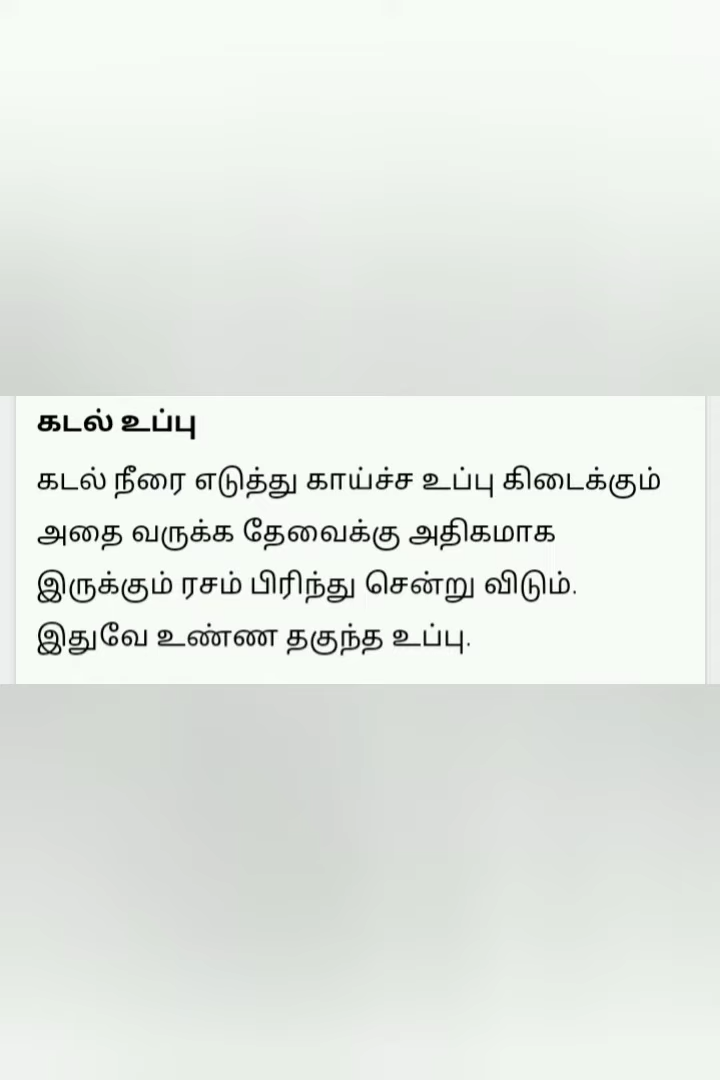 கடல் உப்பு
கடல் நீரை எடுத்து காய்ச்ச உப்பு கிடைக்கும்
அதை வருக்க தேவைக்கு அதிகமாக
இருக்கும் ரசம் பிரிந்து சென்று விடும்.
இதுவே உண்ண தகுந்த உப்பு.